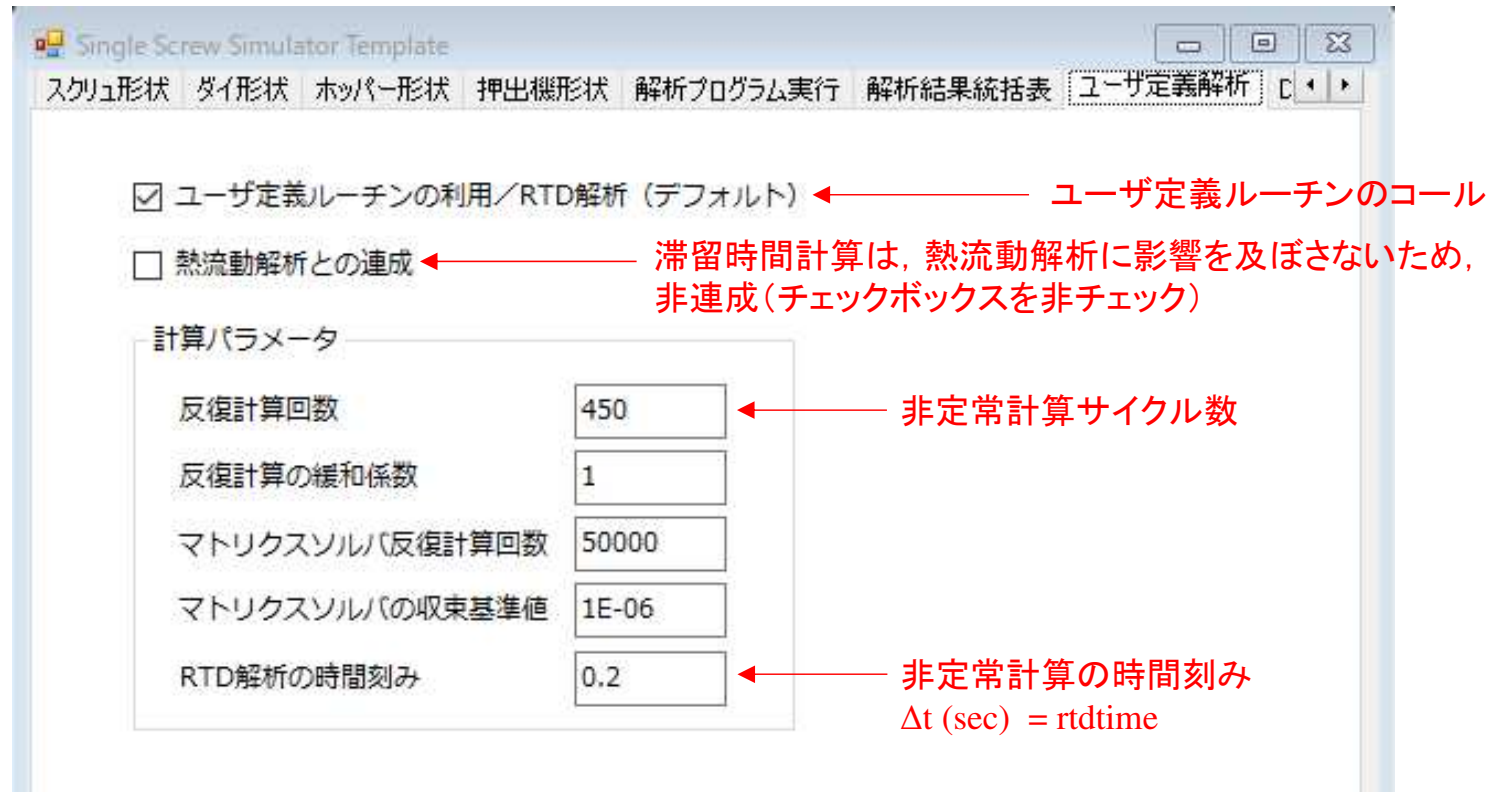 Single Screw Simulator Template
スクリュ形状 ダイ形状 ホッパー形状 押出機形状 解析プログラム実行 解析結果統括表 ユーザ定義解析
ユーザ定義ルーチンの利用／RTD解析（デフォルト） ユーザ定義ルーチンのコール
熱流動解析との連成 滞留時間計算は，熱流動解析に影響を及ぼさないため，
非連成（チェックボックスを非チェック）
計算パラメータ
反復計算回数 450 非定常計算サイクル数
反復計算の緩和係数 1
マトリクスソルバ反復計算回数 50000
マトリクスソルバの収束基準値 1E-06
RTD解析の時間刻み 0.2 非定常計算の時間刻み
Δt (sec) = rtdtime